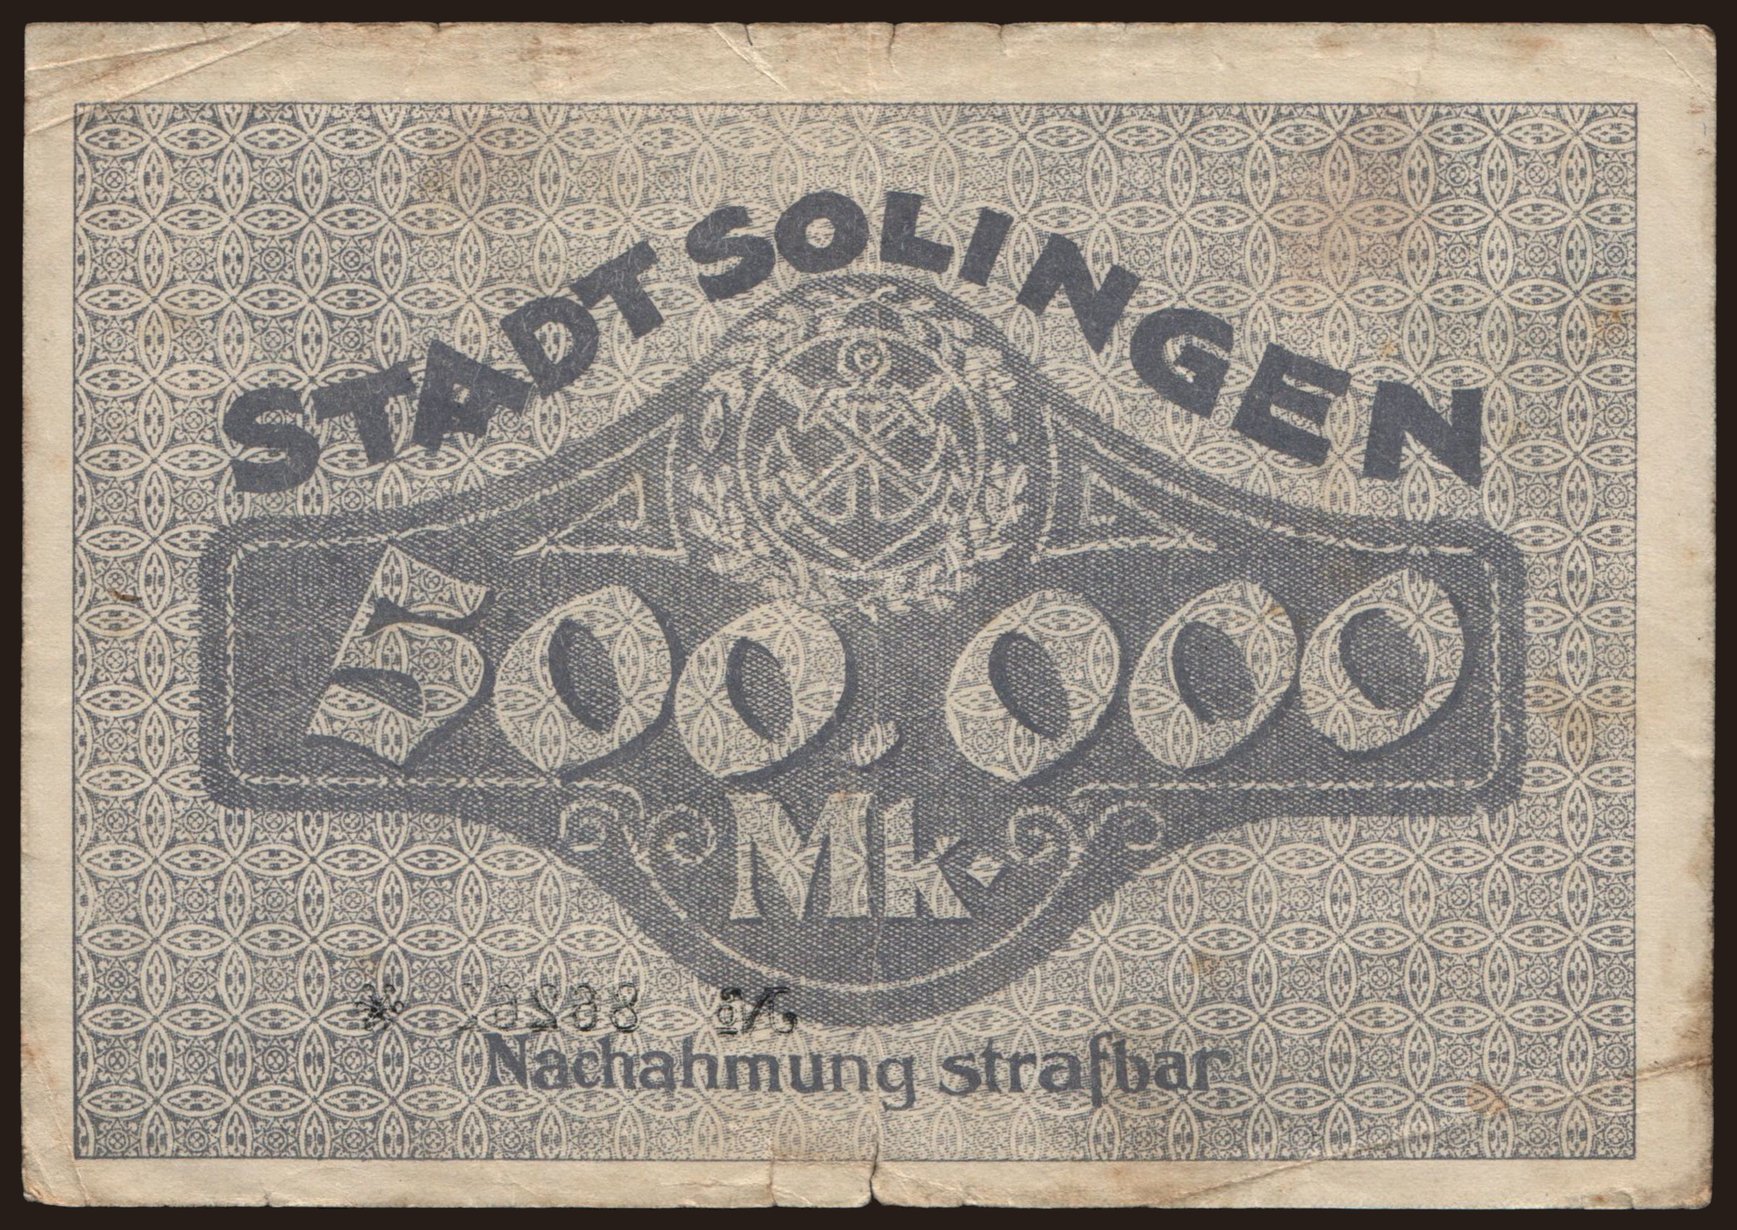 STADT SOLINGEN
500.000
Mk.
Nachahmung strafbar